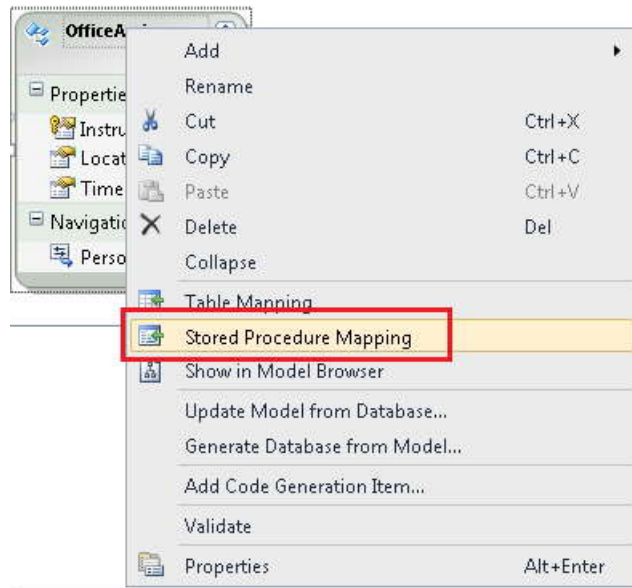 OfficeA
Add
Rename
Propertie
Cut Ctrl+X
Instru
Locat
Copy Ctrl+C
Time
Paste Ctrl+V
Navigatio
Delete Del
Perso
Collapse
Table Mapping
Stored Procedure Mapping
Show in Model Browser
Update Model from Database...
Generate Database from Model...
Add Code Generation Item...
Validate
Properties Alt+Enter